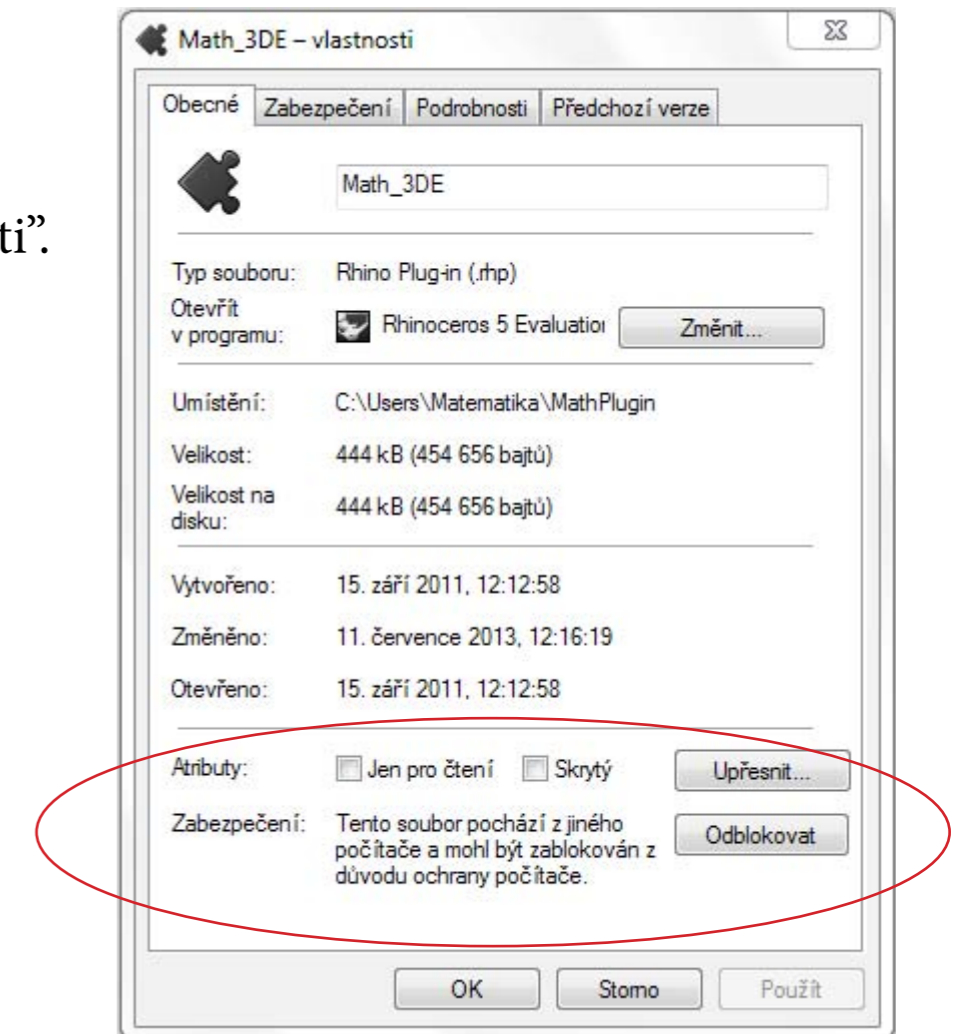 Math_3DE – vlastnosti
Obecné Zabezpečení Podrobnosti Předchozí verze
Math_3DE
ti”.
Typ souboru: Rhino Plug-in (.rhp)
Otevřít
v programu: Rhinoceros 5 Evaluation Změnit...
Umístění: C:\Users\Matematika\MathPlugin
Velikost: 444 kB (454 656 bajtů)
Velikost na
disku: 444 kB (454 656 bajtů)
Vytvořeno: 15. září 2011, 12:12:58
Změněno: 11. července 2013, 12:16:19
Otevřeno: 15. září 2011, 12:12:58
Atributy: Jen pro čtení Skrytý Upřesnit...
Zabezpečení: Tento soubor pochází z jiného
počítače a mohl být zablokován z
důvodu ochrany počítače.
Odblokovat
OK Storno Použít